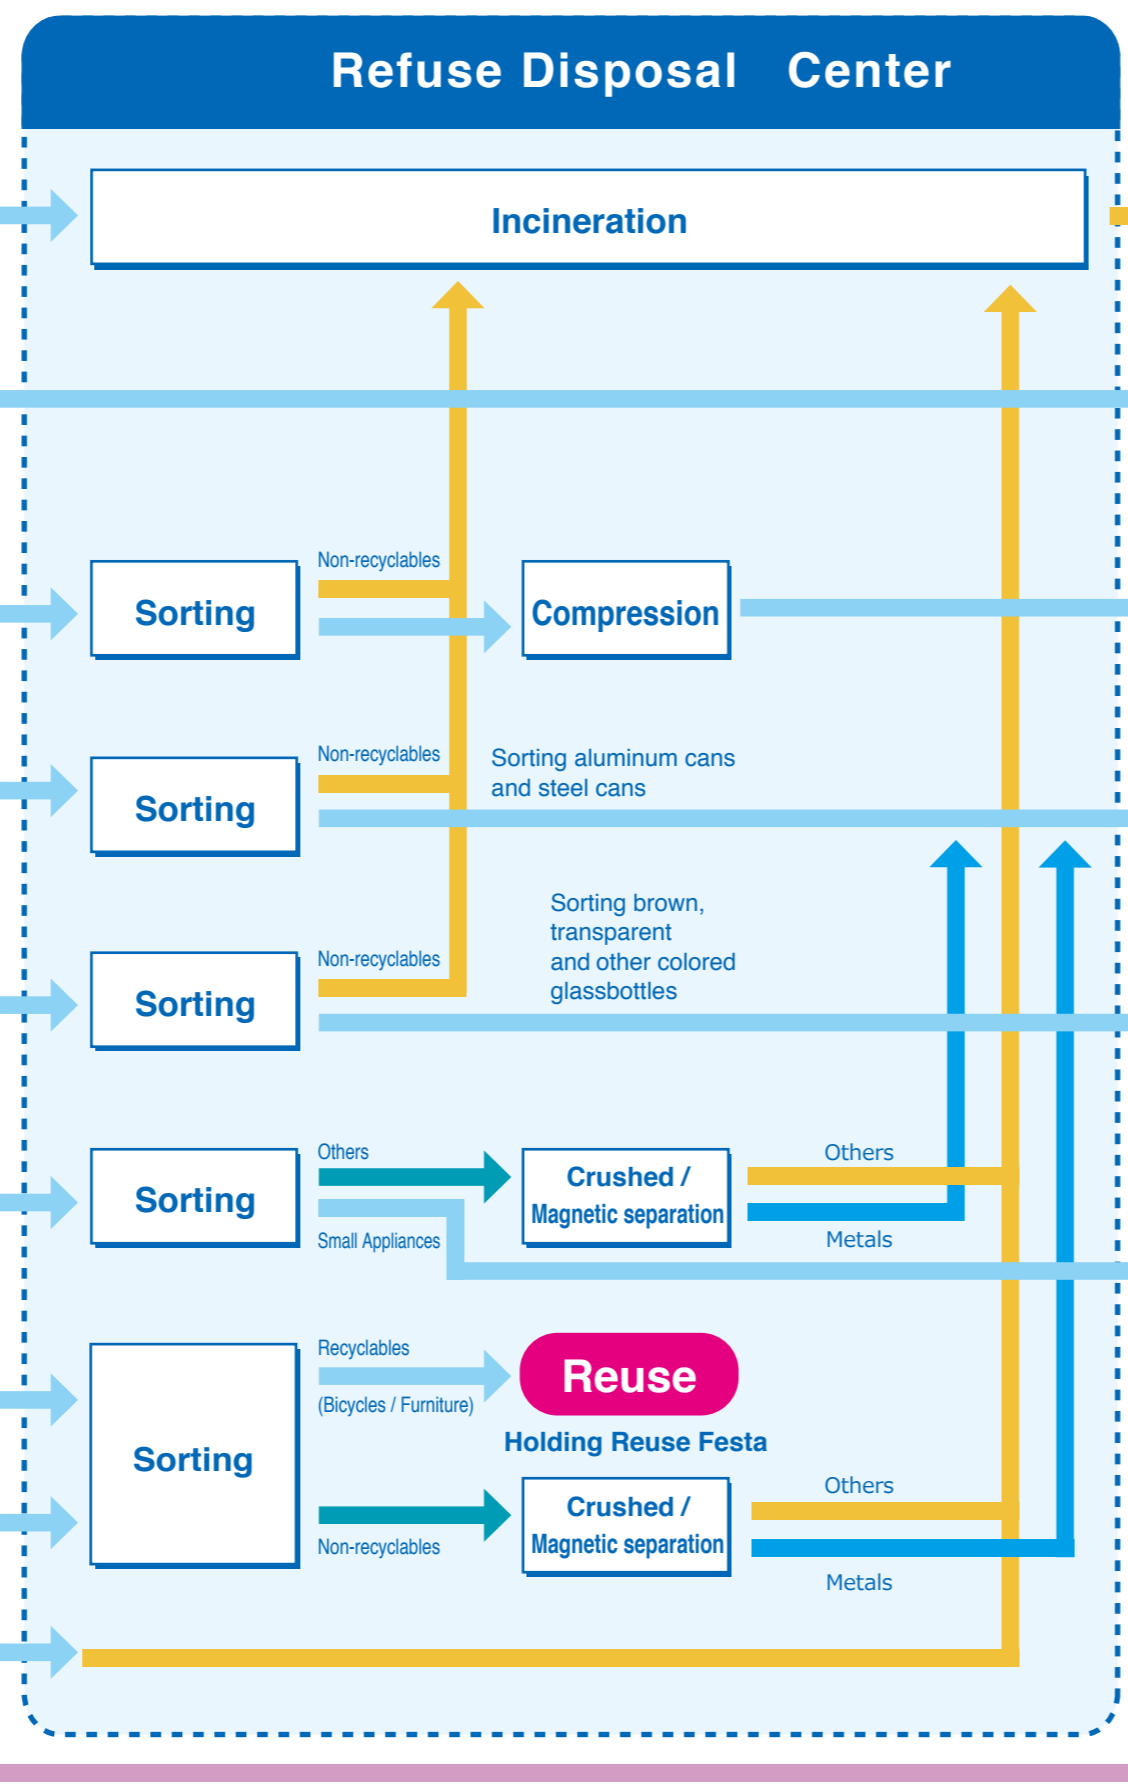 Refuse Disposal Center
Incineration
Non-recyclables
Sorting
Compression
Non-recyclables
Sorting
Sorting aluminum cans
and steel cans
Non-recyclables
Sorting
Sorting brown,
transparent
and other colored
glassbottles
Others
Sorting
Small Appliances
Crushed /
Magnetic separation
Others
Metals
Sorting
Recyclables
(Bicycles / Furniture)
Reuse
Holding Reuse Festa
Non-recyclables
Crushed /
Magnetic separation
Others
Metals